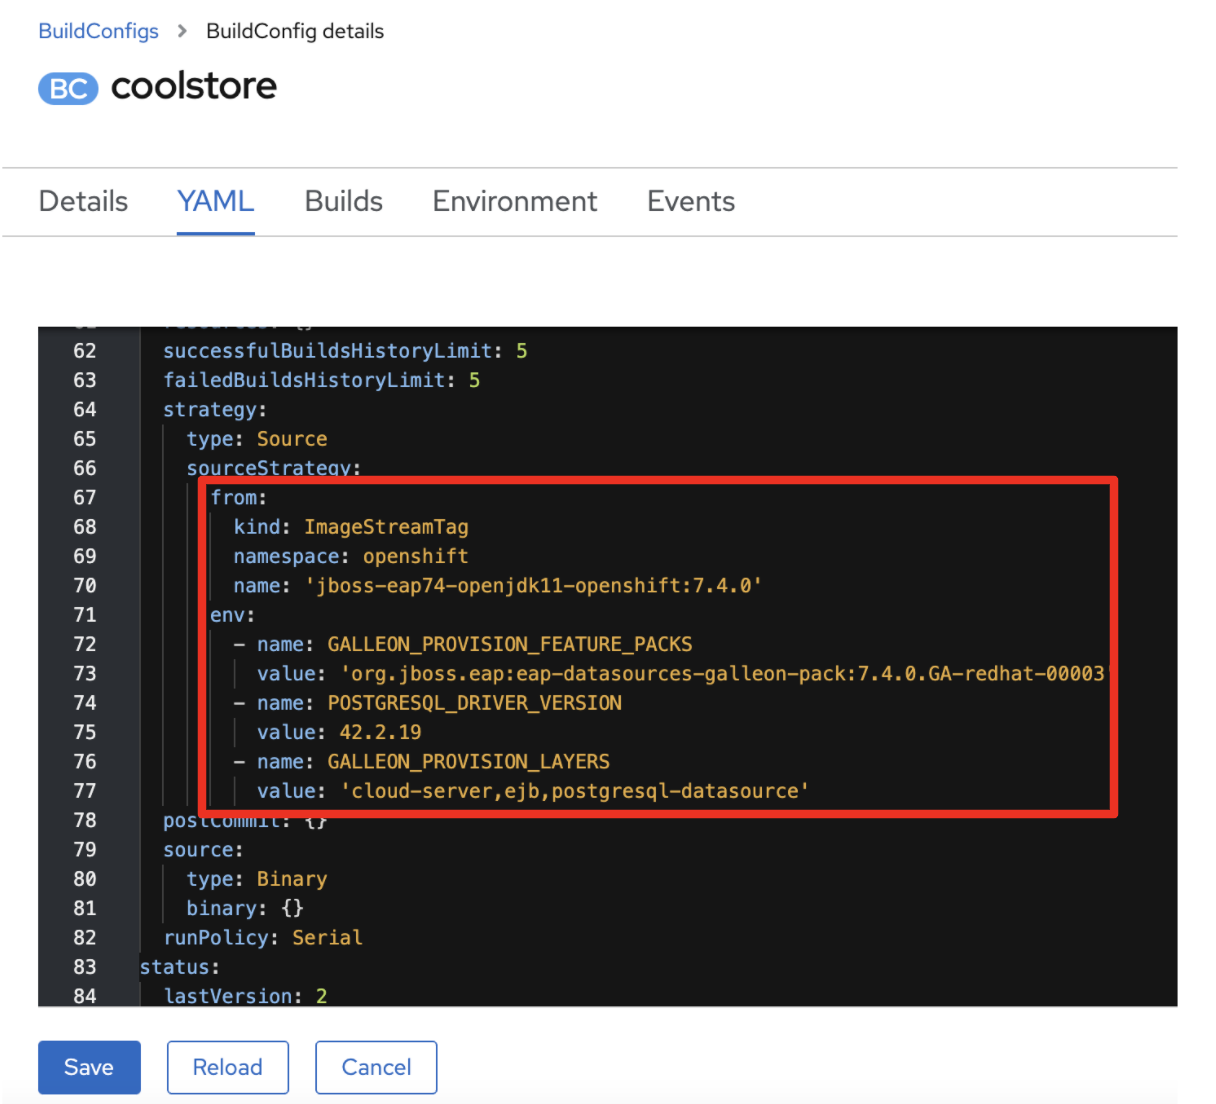 BuildConfigs > BuildConfig details
BC coolstore
Details YAML Builds Environment Events
62 successfulBuildsHistoryLimit: 5
63 failedBuildsHistoryLimit: 5
64 strategy:
65 type: Source
66 sourceStrategy:
67 from:
68 kind: ImageStreamTag
69 namespace: openshift
70 name: 'jboss-eap74-openjdk11-openshift:7.4.0'
71 env:
72 - name: GALLEON_PROVISION_FEATURE_PACKS
73 value: 'org.jboss.eap:eap-datasources-galleon-pack:7.4.0.GA-redhat-00003'
74 - name: POSTGRESQL_DRIVER_VERSION
75 value: 42.2.19
76 - name: GALLEON_PROVISION_LAYERS
77 value: 'cloud-server,ejb,postgresql-datasource'
78 postCommit: {}
79 source:
80 type: Binary
81 binary: {}
82 runPolicy: Serial
83 status:
84 lastVersion: 2
Save Reload Cancel